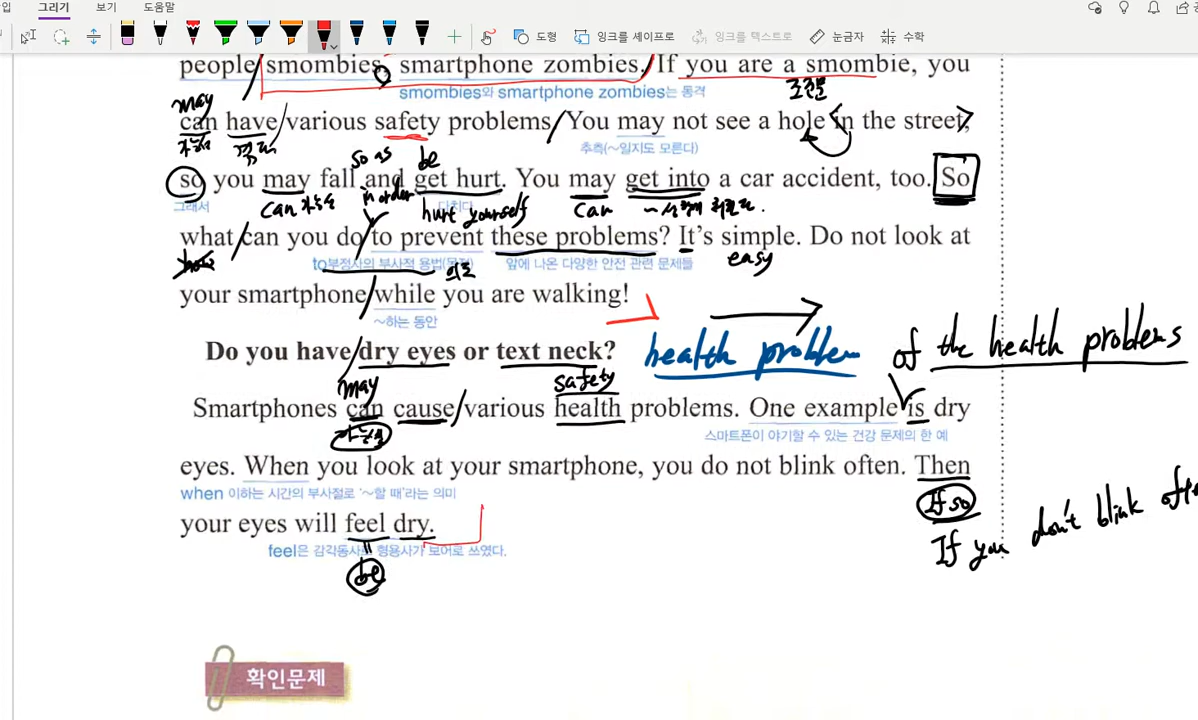 그리기 보기 도움말
도형 잉크를 셰이프로 잉크를 텍스트로 눈금자 수학
people/ smombies, smartphone zombies. If you are a smombie, you
smombies와 smartphone zombies는 동격 조건문
may
can have various safety problems You may not see a hole in the street,
가능 추측(~일지도 모른다)
so as be
so you may fall and get hurt. You may get into a car accident, too. So
그래서 can 가능 in order 다치다 hurt yourself can
what can you do to prevent these problems? It's simple. Do not look at
how to부정사의 부사적 용법(목적) 의도 앞에 나온 다양한 안전 관련 문제들 easy
your smartphone while you are walking!
~하는 동안
Do you have dry eyes or text neck? health problem of the health problems
may safety
Smartphones can cause various health problems. One example is dry
가능성 스마트폰이 야기할 수 있는 건강 문제의 한 예
eyes. When you look at your smartphone, you do not blink often. Then
when 이하는 시간의 부사절로 '~할 때'라는 의미 If so
your eyes will feel dry. If you don't blink
feel은 감각동사로 형용사가 보어로 쓰였다.
be
확인문제